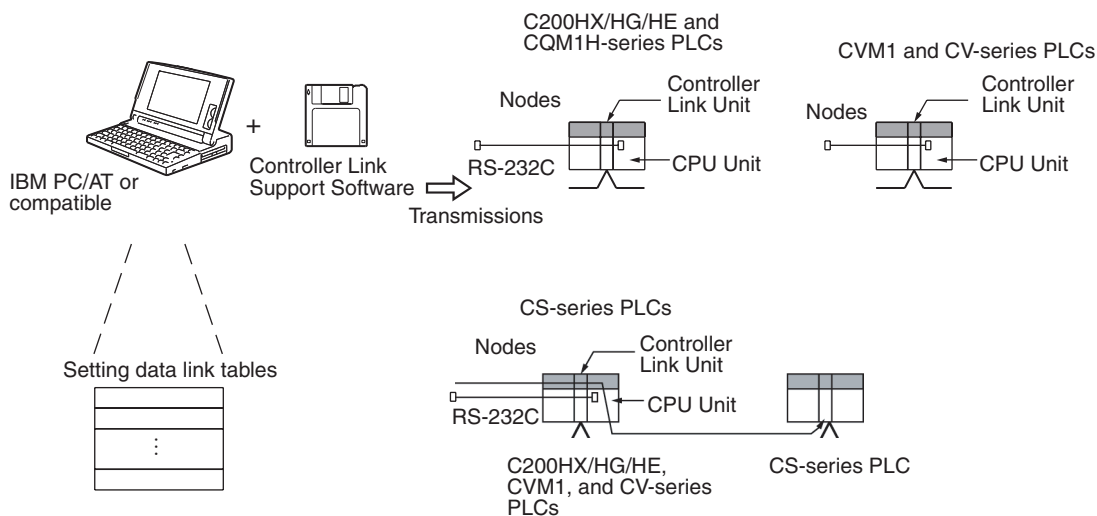 C200HX/HG/HE and
CQM1H-series PLCs
CVM1 and CV-series PLCs
Nodes
Controller
Link Unit
Nodes
Controller
Link Unit
+
IBM PC/AT or
compatible
Controller Link
Support Software
RS-232C
CPU Unit
CPU Unit
Transmissions
CS-series PLCs
Nodes
Controller
Link Unit
Setting data link tables
RS-232C
CPU Unit
C200HX/HG/HE,
CVM1, and CV-series
PLCs
CS-series PLC